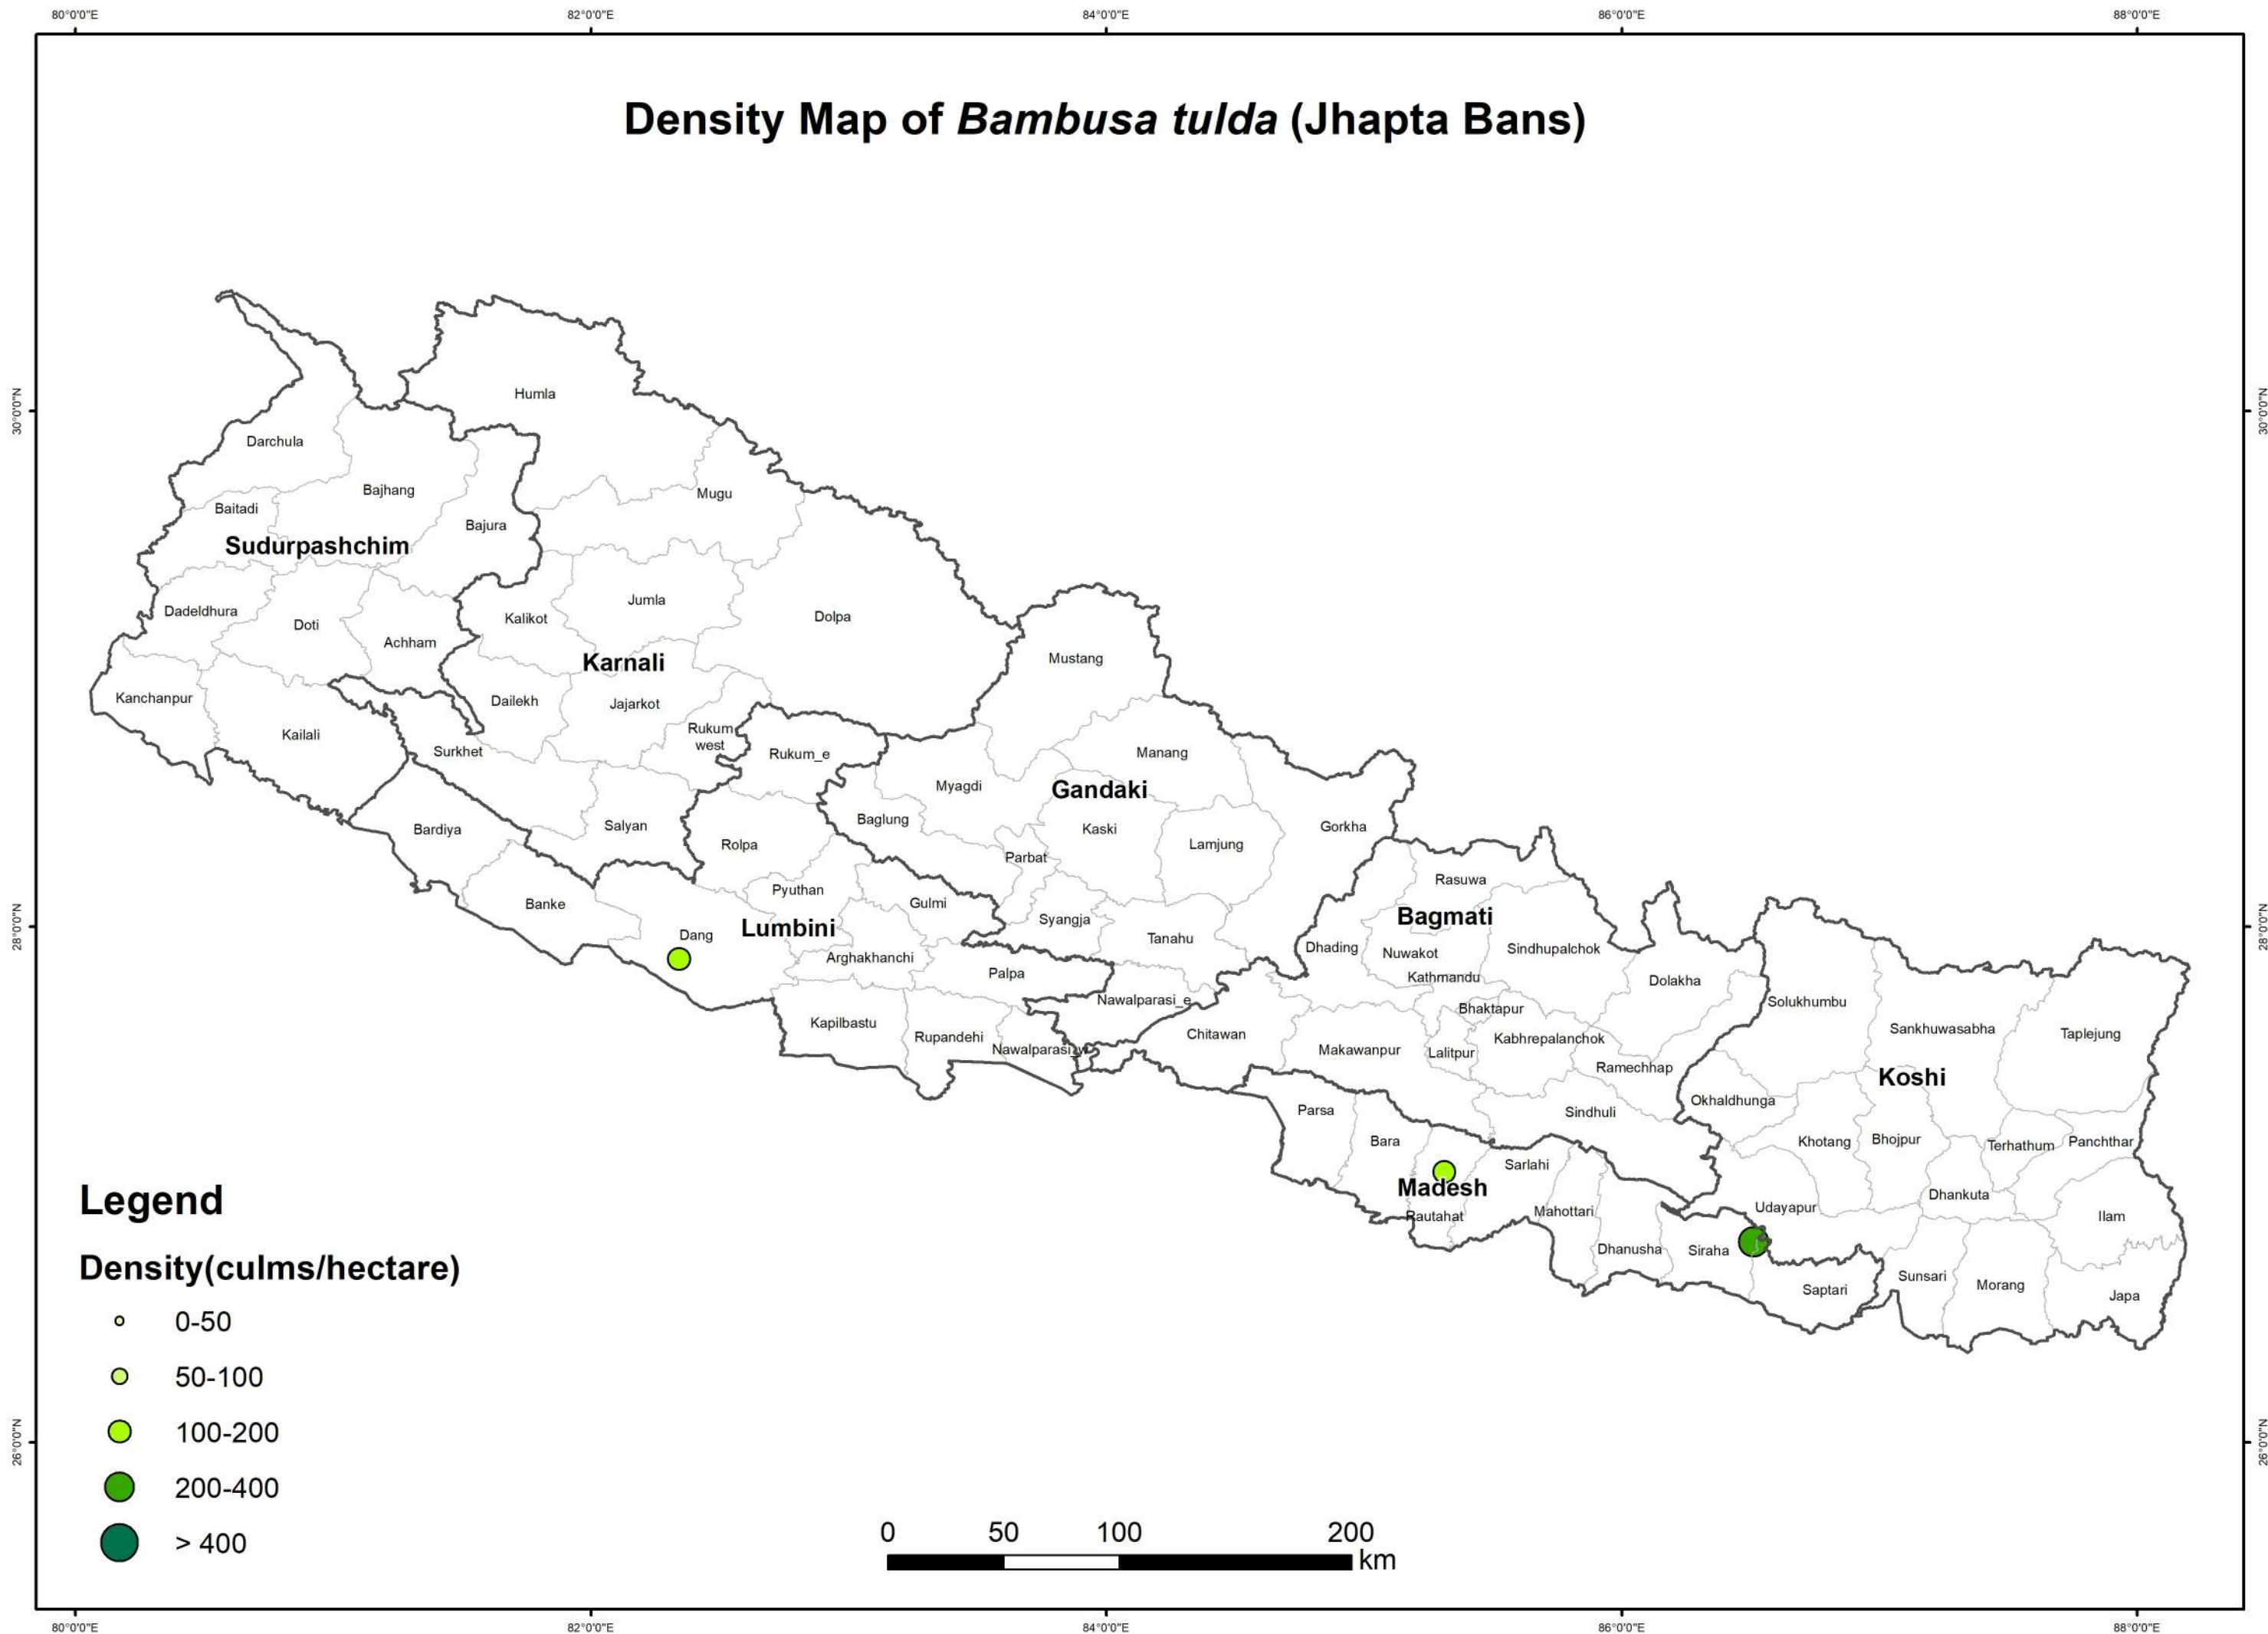 80°0'0"E 82°0'0"E 84°0'0"E 86°0'0"E 88°0'0"E
Density Map of Bambusa tulda (Jhapta Bans)
30°0'0"N 30°0'0"N
28°0'0"N 28°0'0"N
26°0'0"N 26°0'0"N
Humla
Darchula
Bajhang
Mugu
Baitadi
Bajura
Sudurpashchim
Jumla
Dadeldhura
Dolpa
Kalikot
Doti
Achham
Mustang
Karnali
Kanchanpur
Dailekh
Jajarkot
Rukum
west
Kailali
Surkhet
Rukum_e
Manang
Myagdi
Gandaki
Baglung
Salyan
Gorkha
Bardiya
Kaski
Rolpa
Lamjung
Parbat
Rasuwa
Pyuthan
Gulmi
Banke
Bagmati
Syangja
Lumbini
Dang
Tanahu
Dhading
Sindhupalchok
Nuwakot
Arghakhanchi
Palpa
Kathmandu
Dolakha
Nawalparasi_e
Solukhumbu
Bhaktapur
Kapilbastu
Sankhuwasabha
Chitawan
Taplejung
Rupandehi
Kabhrepalanchok
Nawalparasi_w
Makawanpur
Lalitpur
Ramechhap
Koshi
Okhaldhunga
Parsa
Sindhuli
Bara
Khotang
Bhojpur
Terhathum
Panchthar
Sarlahi
Madesh
Dhankuta
Udayapur
Mahottari
Rautahat
Ilam
Dhanusha
Siraha
Sunsari
Morang
Saptari
Japa
Legend
Density(culms/hectare)
0-50
50-100
100-200
200-400
> 400
0 50 100 200
km
80°0'0"E 82°0'0"E 84°0'0"E 86°0'0"E 88°0'0"E